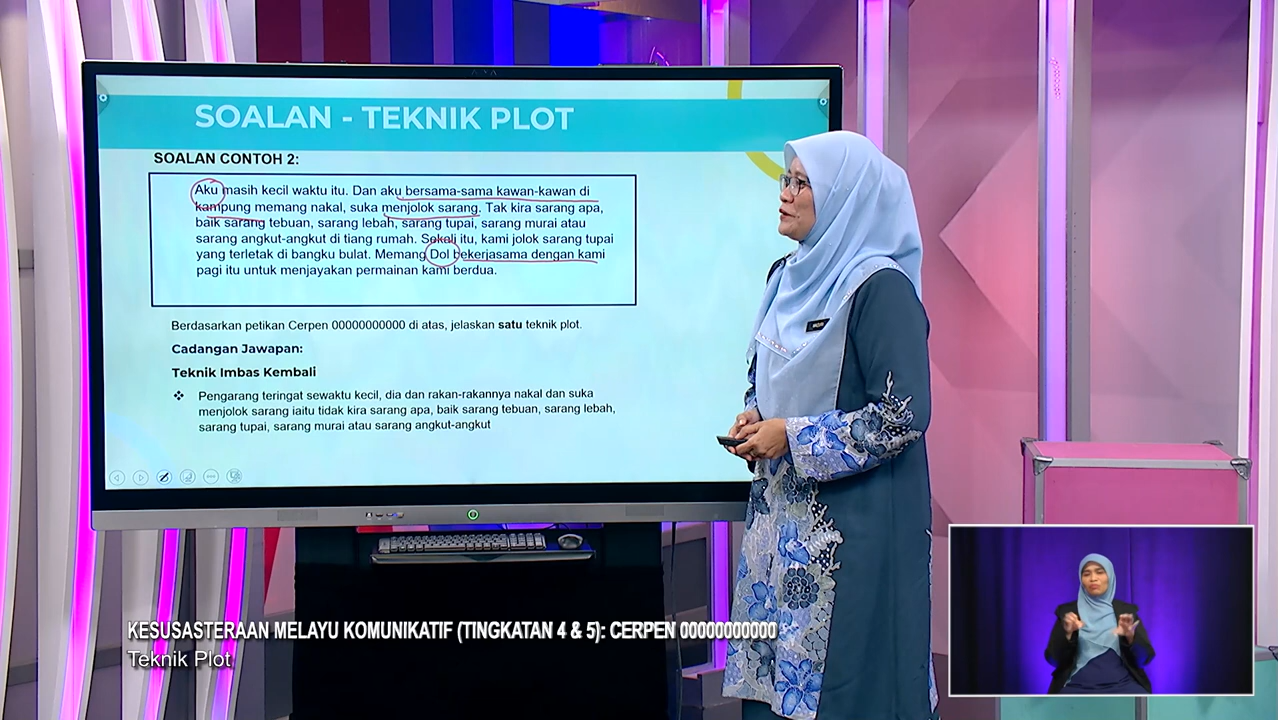 SOALAN - TEKNIK PLOT
SOALAN CONTOH 2:
Aku masih kecil waktu itu. Dan aku bersama-sama kawan-kawan di
kampung memang nakal, suka menjolok sarang. Tak kira sarang apa,
baik sarang tebuan, sarang lebah, sarang tupai, sarang murai atau
sarang angkut-angkut di tiang rumah. Sekali itu, kami jolok sarang tupai
yang terletak di bangku bulat. Memang Dol bekerjasama dengan kami
pagi itu untuk menjayakan permainan kami berdua.
Berdasarkan petikan Cerpen 00000000000 di atas, jelaskan satu teknik plot.
Cadangan Jawapan:
Teknik Imbas Kembali
❖ Pengarang teringat sewaktu kecil, dia dan rakan-rakannya nakal dan suka
menjolok sarang iaitu tidak kira sarang apa, baik sarang tebuan, sarang lebah,
sarang tupai, sarang murai atau sarang angkut-angkut
KESUSASTERAAN MELAYU KOMUNIKATIF (TINGKATAN 4 & 5): CERPEN 00000000000
Teknik Plot